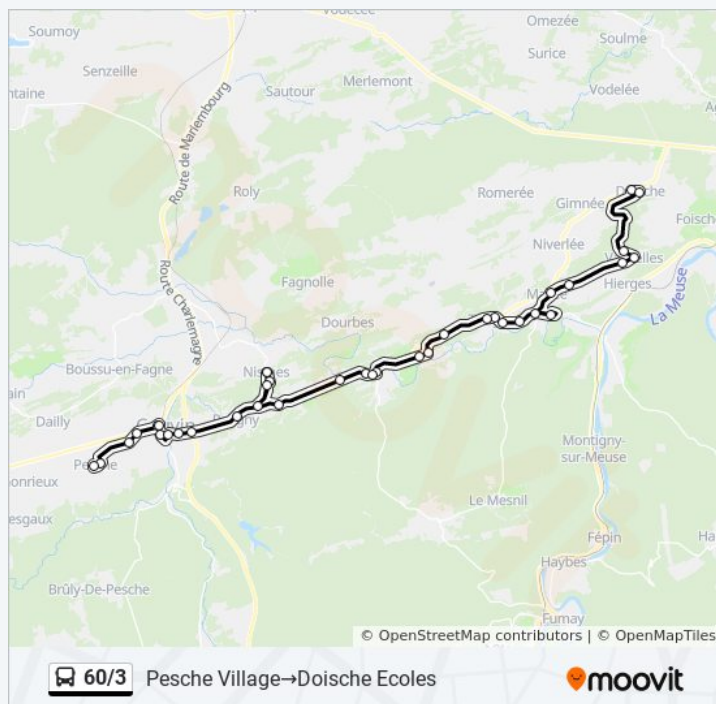 Vodecée
Soumoy
Omezée
Soulme
Surice
Senzeille
Merlemont
Sautour
Vodelée
Route de Mariembourg
Roly
Romerée
Gimnée
Foische
Niverlée
Fagnolle
Hierges
La Meuse
Dourbes
Route Charlemagne
Boussu-en-Fagne
Dailly
Montigny-
sur-Meuse
Le Mesnil
Fépin
Brûly-De-Pesche
Haybes
Fumay
© OpenStreetMap contributors | © OpenMapTiles
60/3 Pesche Village→Doische Ecoles moovit